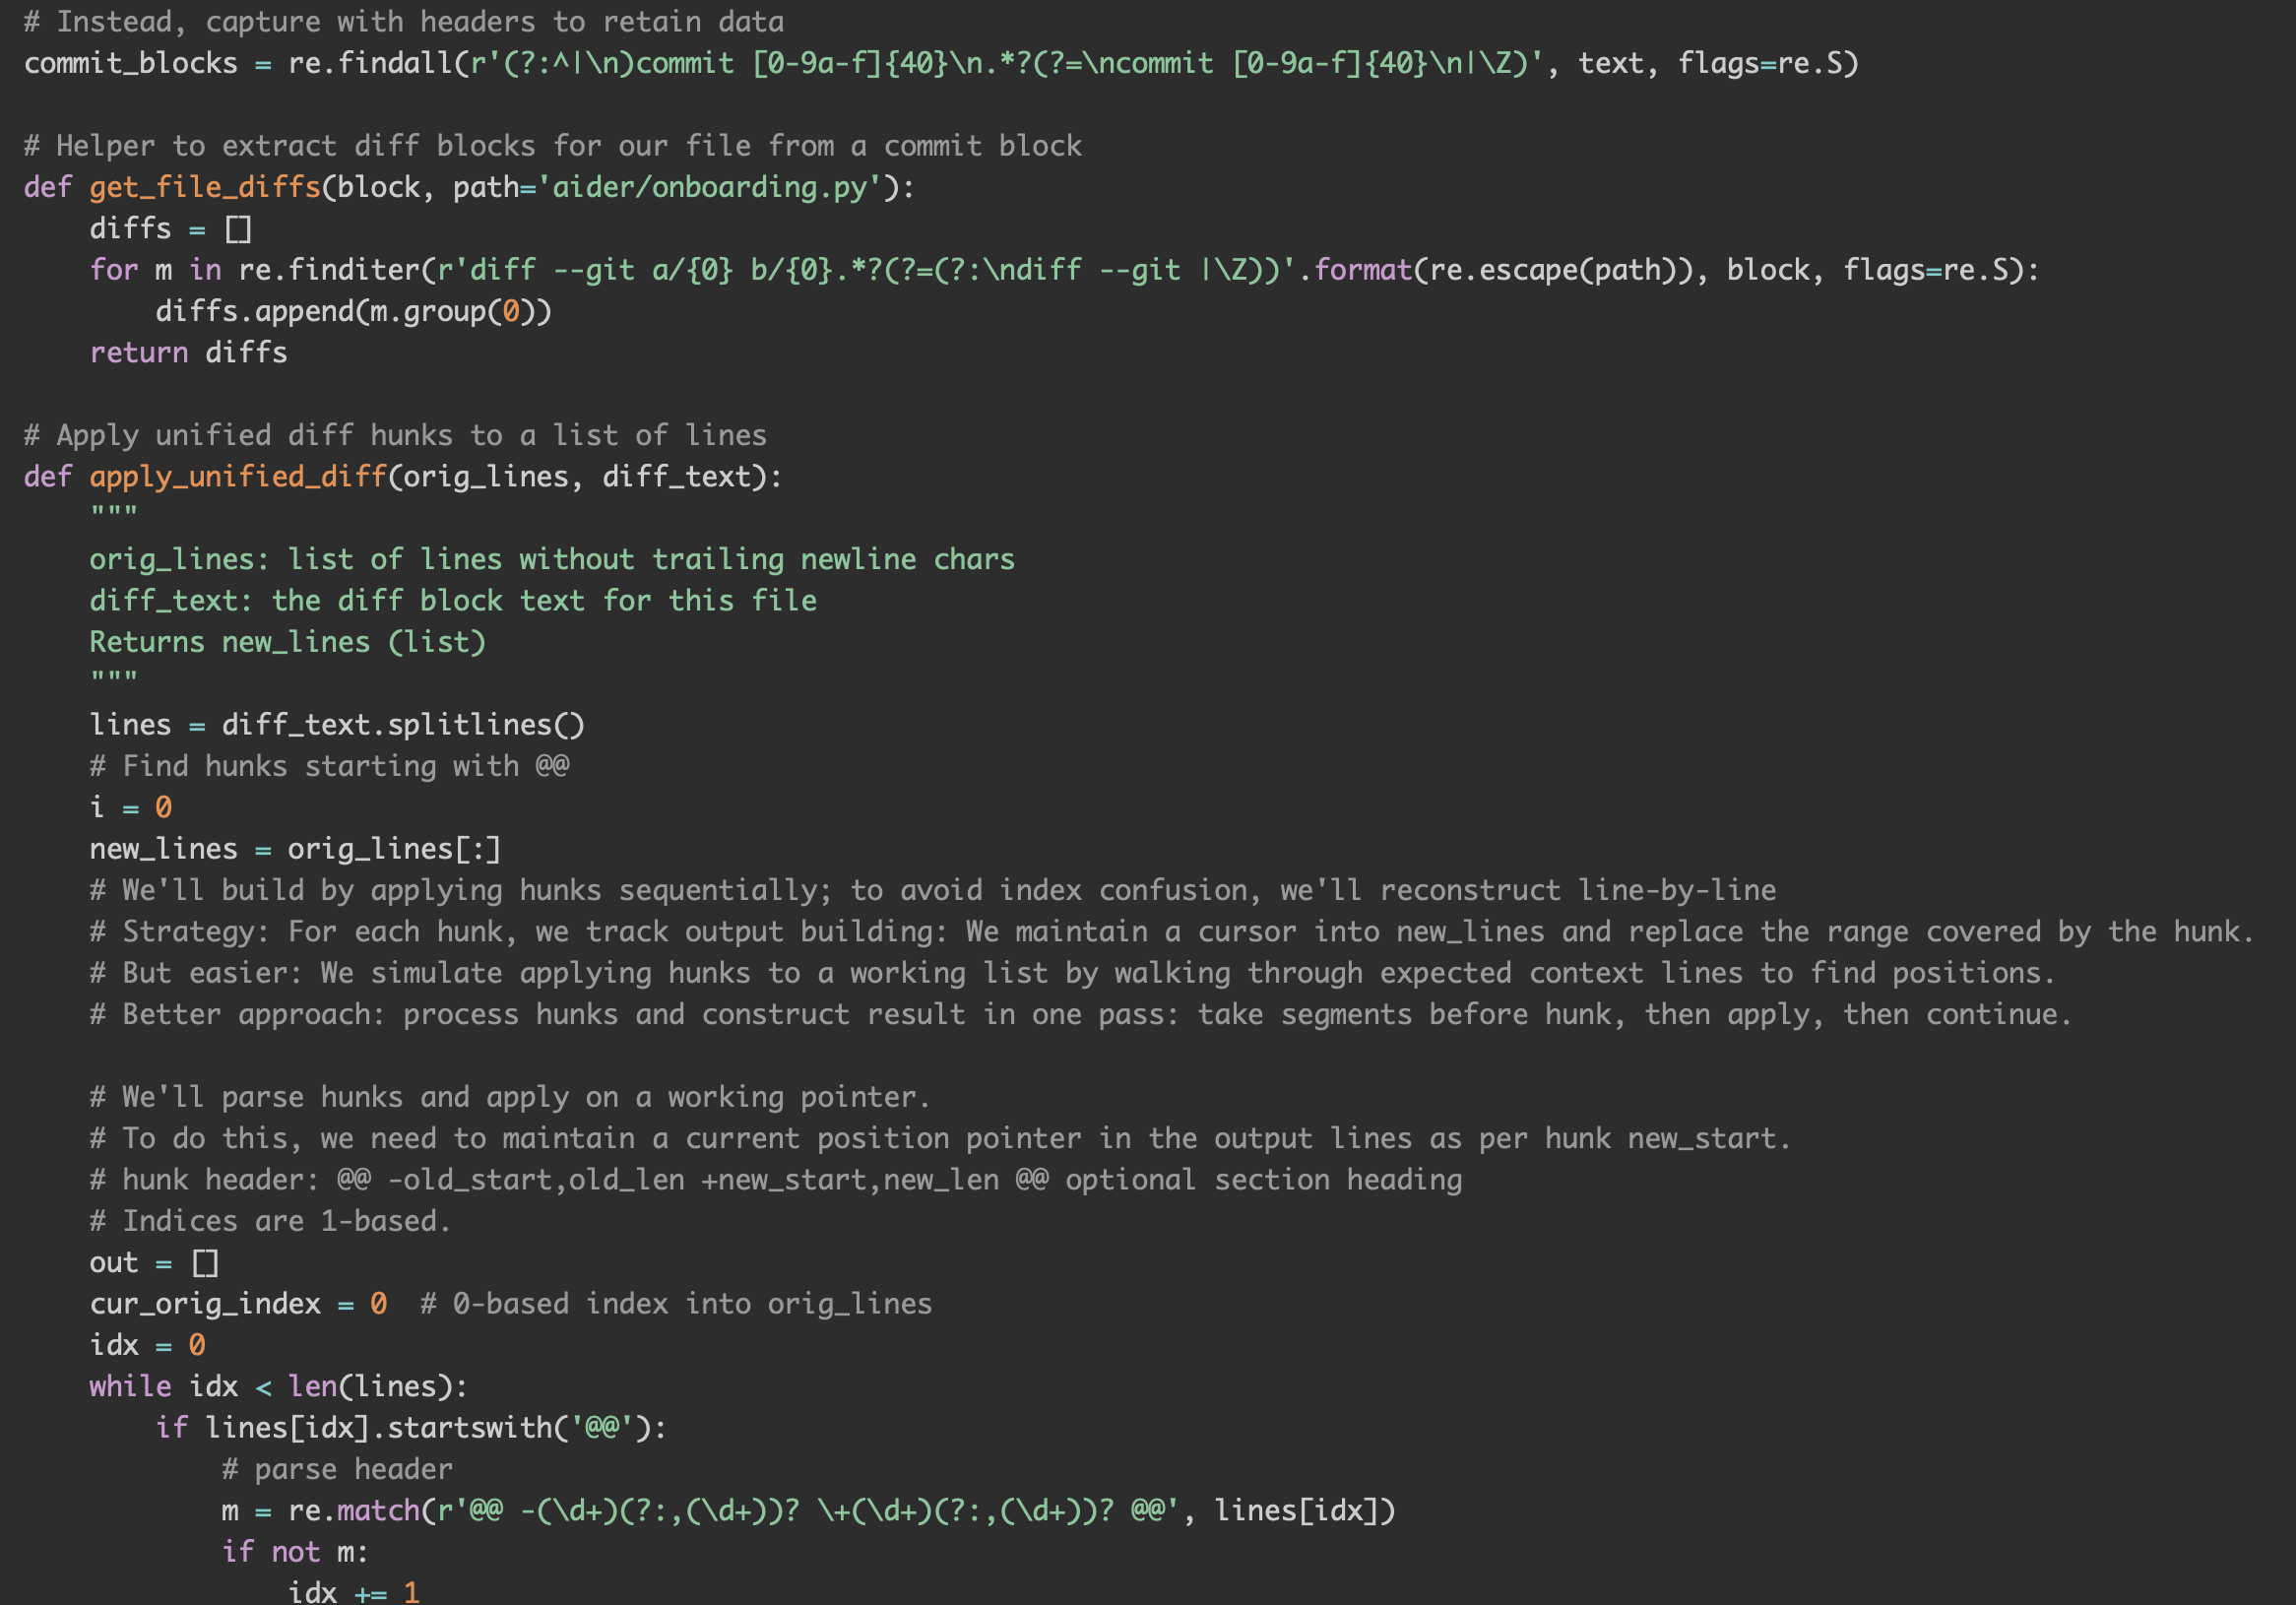 # Instead, capture with headers to retain data
commit_blocks = re.findall(r'(?:^|\n)commit [0-9a-f]{40}\n.*?(?=\ncommit [0-9a-f]{40}\n|\Z)', text, flags=re.S)

# Helper to extract diff blocks for our file from a commit block
def get_file_diffs(block, path='aider/onboarding.py'):
    diffs = []
    for m in re.finditer(r'diff --git a/{0} b/{0}.*?(?=(?:\ndiff --git |\Z))'.format(re.escape(path)), block, flags=re.S):
        diffs.append(m.group(0))
    return diffs

# Apply unified diff hunks to a list of lines
def apply_unified_diff(orig_lines, diff_text):
    """
    orig_lines: list of lines without trailing newline chars
    diff_text: the diff block text for this file
    Returns new_lines (list)
    """
    lines = diff_text.splitlines()
    # Find hunks starting with @@
    i = 0
    new_lines = orig_lines[:]
    # We'll build by applying hunks sequentially; to avoid index confusion, we'll reconstruct line-by-line
    # Strategy: For each hunk, we track output building: We maintain a cursor into new_lines and replace the range covered by the hunk.
    # But easier: We simulate applying hunks to a working list by walking through expected context lines to find positions.
    # Better approach: process hunks and construct result in one pass: take segments before hunk, then apply, then continue.

    # We'll parse hunks and apply on a working pointer.
    # To do this, we need to maintain a current position pointer in the output lines as per hunk new_start.
    # hunk header: @@ -old_start,old_len +new_start,new_len @@ optional section heading
    # Indices are 1-based.
    out = []
    cur_orig_index = 0  # 0-based index into orig_lines
    idx = 0
    while idx < len(lines):
        if lines[idx].startswith('@@'):
            # parse header
            m = re.match(r'@@ -(\d+)(?:,(\d+))? \+(\d+)(?:,(\d+))? @@', lines[idx])
            if not m:
                idx += 1